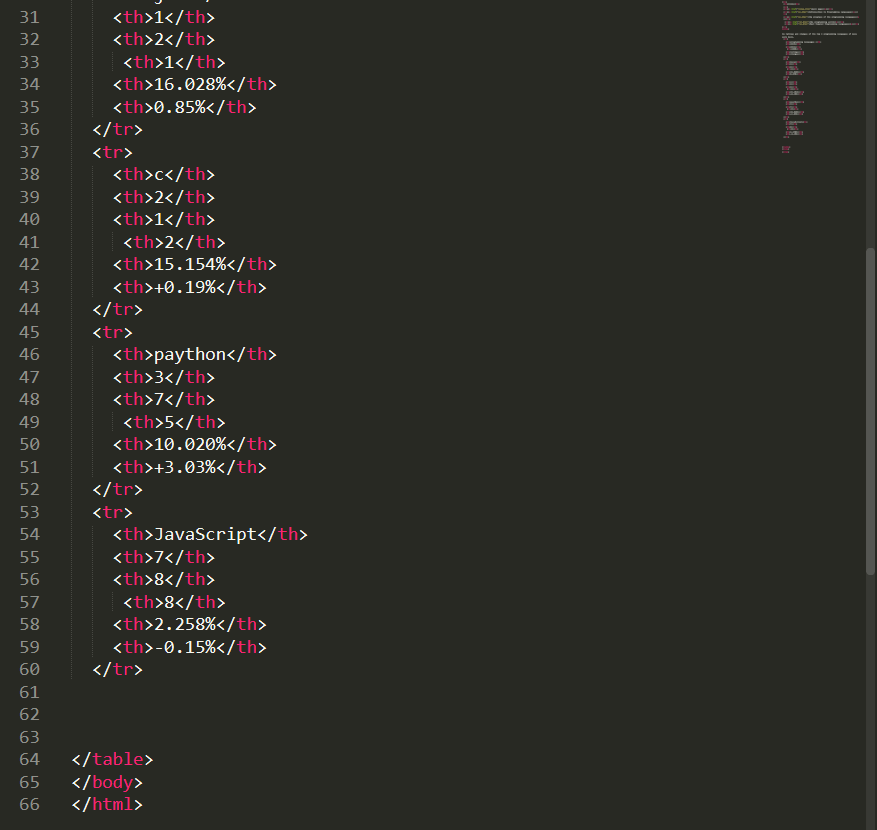 31 <th>1</th>
32 <th>2</th>
33 <th>1</th>
34 <th>16.028%</th>
35 <th>0.85%</th>
36 </tr>
37 <tr>
38 <th>c</th>
39 <th>2</th>
40 <th>1</th>
41 <th>2</th>
42 <th>15.154%</th>
43 <th>+0.19%</th>
44 </tr>
45 <tr>
46 <th>paython</th>
47 <th>3</th>
48 <th>7</th>
49 <th>5</th>
50 <th>10.020%</th>
51 <th>+3.03%</th>
52 </tr>
53 <tr>
54 <th>JavaScript</th>
55 <th>7</th>
56 <th>8</th>
57 <th>8</th>
58 <th>2.258%</th>
59 <th>-0.15%</th>
60 </tr>
61
62
63
64 </table>
65 </body>
66 </html>